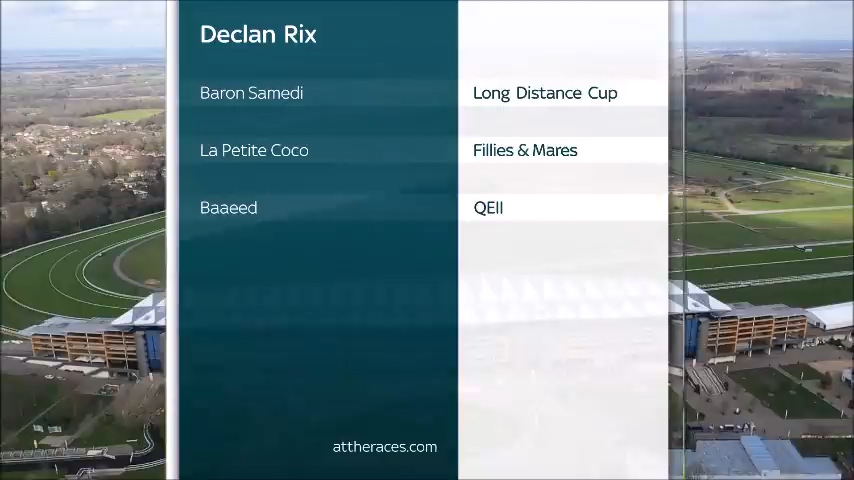 Declan Rix
Baron Samedi Long Distance Cup
La Petite Coco Fillies & Mares
Baaeed QEII
attheraces.com